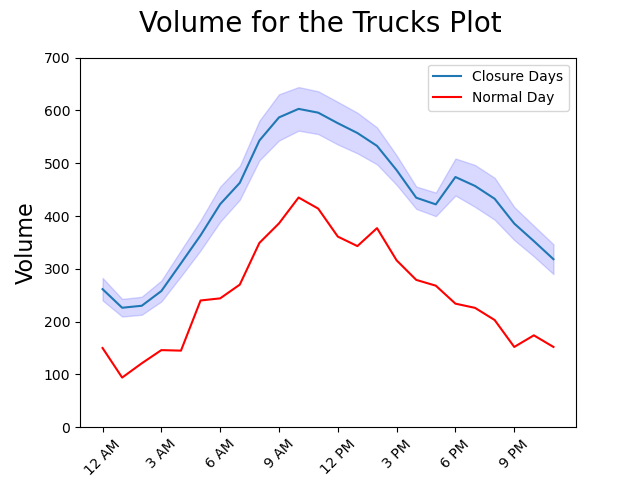 Volume for the Trucks Plot
700
600
500
400
300
200
100
0
Volume
Closure Days
Normal Day
12 AM
3 AM
6 AM
9 AM
12 PM
3 PM
6 PM
9 PM